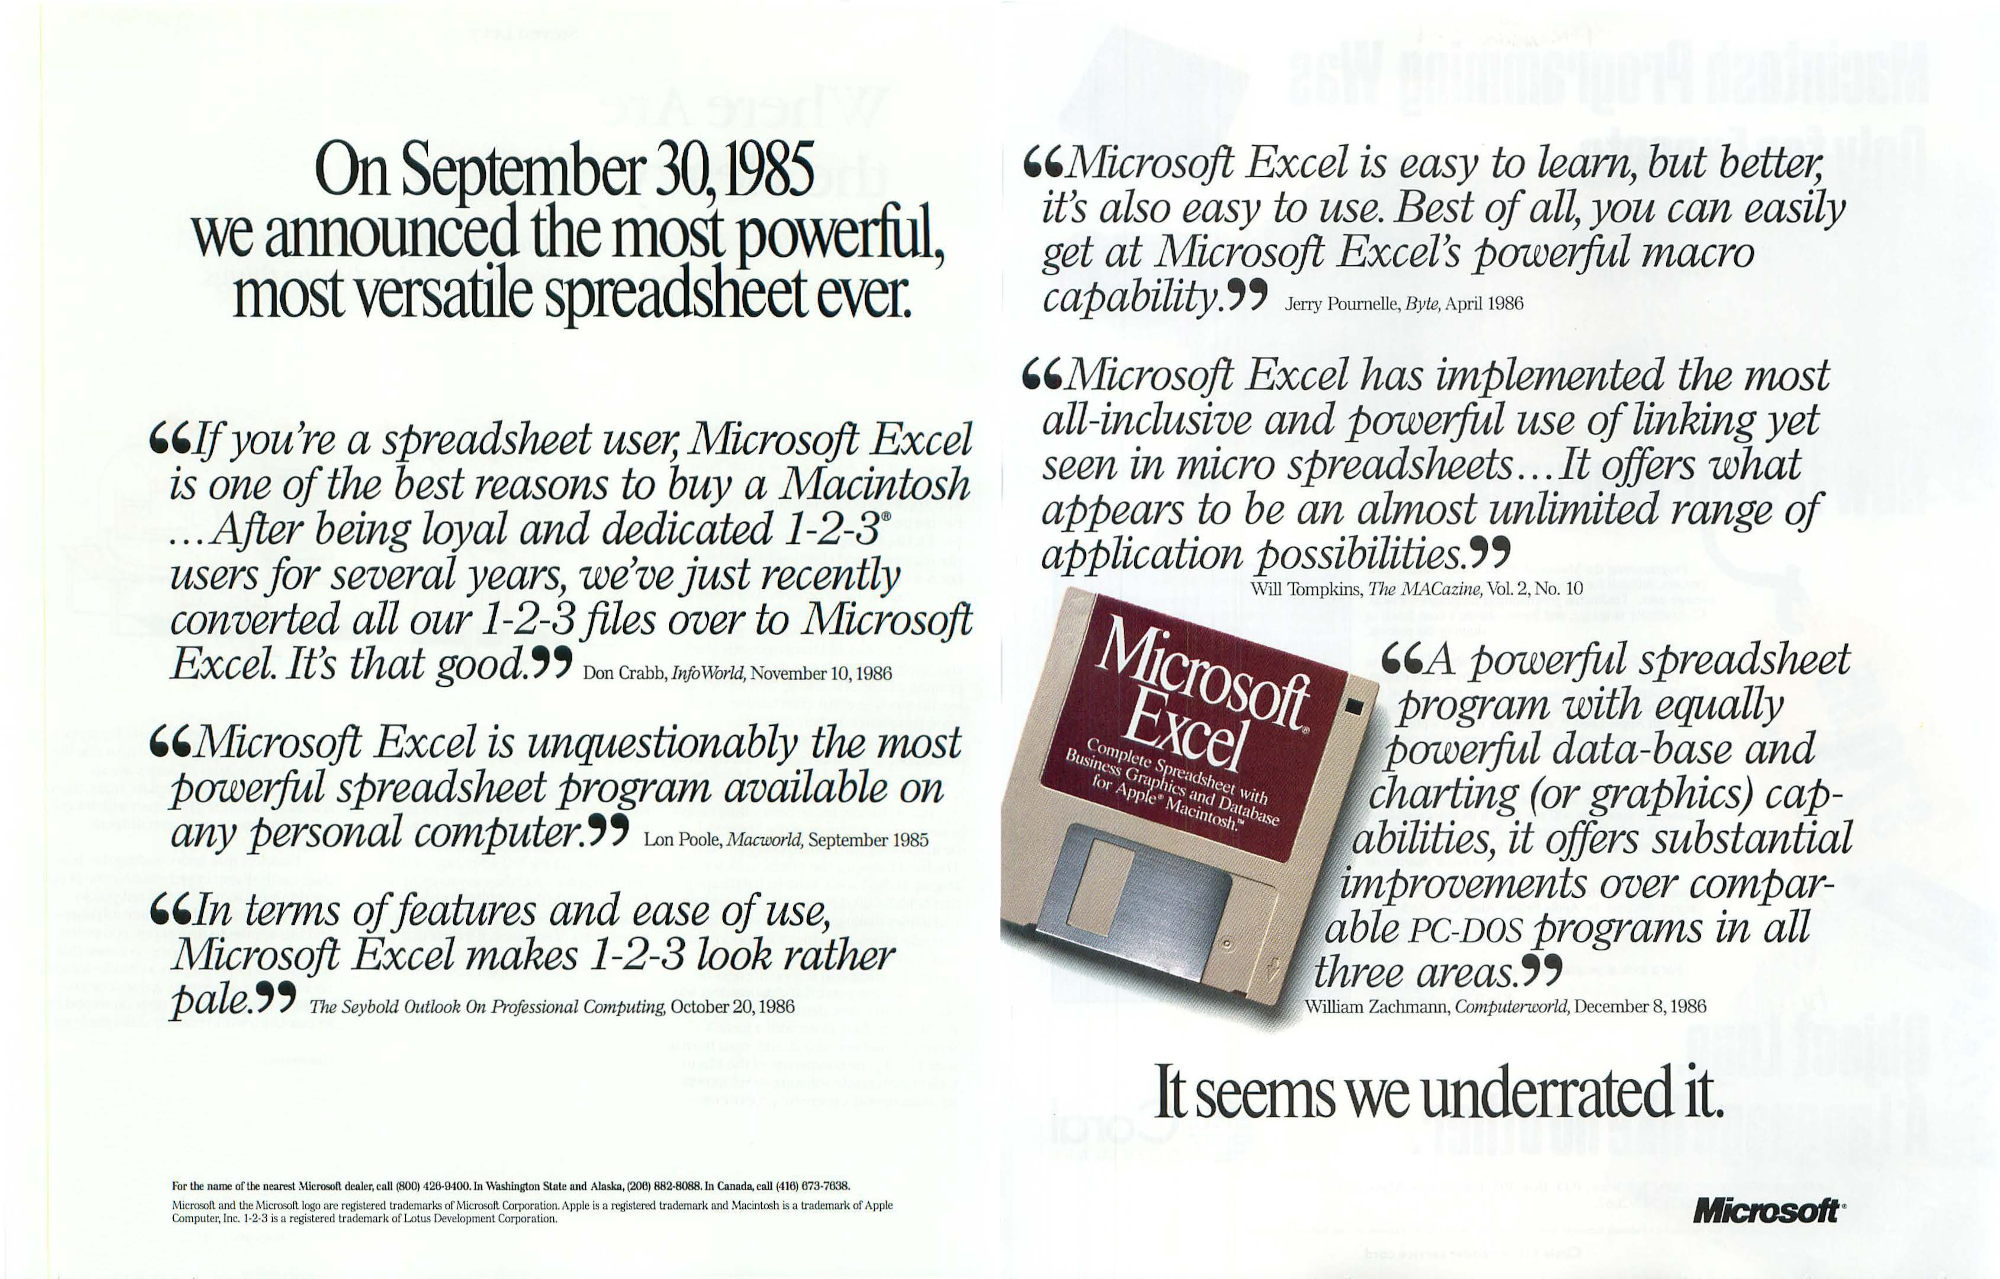 On September 30, 1985
we announced the most powerful,
most versatile spreadsheet ever.
“If you're a spreadsheet user, Microsoft Excel
is one of the best reasons to buy a Macintosh
...After being loyal and dedicated 1-2-3®
users for several years, we've just recently
converted all our 1-2-3 files over to Microsoft
Excel. It's that good.” Don Crabb, InfoWorld, November 10, 1986
“Microsoft Excel is unquestionably the most
powerful spreadsheet program available on
any personal computer.” Lon Poole, Macworld, September 1985
“In terms of features and ease of use,
Microsoft Excel makes 1-2-3 look rather
pale.” The Seybold Outlook On Professional Computing, October 20, 1986
For the name of the nearest Microsoft dealer, call (800) 426-9400. In Washington State and Alaska, (206) 882-8088. In Canada, call (416) 673-7638.
Microsoft and the Microsoft logo are registered trademarks of Microsoft Corporation. Apple is a registered trademark and Macintosh is a trademark of Apple
Computer, Inc. 1-2-3 is a registered trademark of Lotus Development Corporation.
“Microsoft Excel is easy to learn, but better,
it's also easy to use. Best of all, you can easily
get at Microsoft Excel's powerful macro
capability.” Jerry Pournelle, Byte, April 1986
“Microsoft Excel has implemented the most
all-inclusive and powerful use of linking yet
seen in micro spreadsheets...It offers what
appears to be an almost unlimited range of
application possibilities.”
Will Tompkins, The MACazine, Vol. 2, No. 10
Microsoft®
Excel
Complete Spreadsheet with
Business Graphics and Database
for Apple® Macintosh.™
“A powerful spreadsheet
program with equally
powerful data-base and
charting (or graphics) cap-
abilities, it offers substantial
improvements over compar-
able PC-DOS programs in all
three areas.”
William Zachmann, Computerworld, December 8, 1986
It seems we underrated it.
Microsoft®